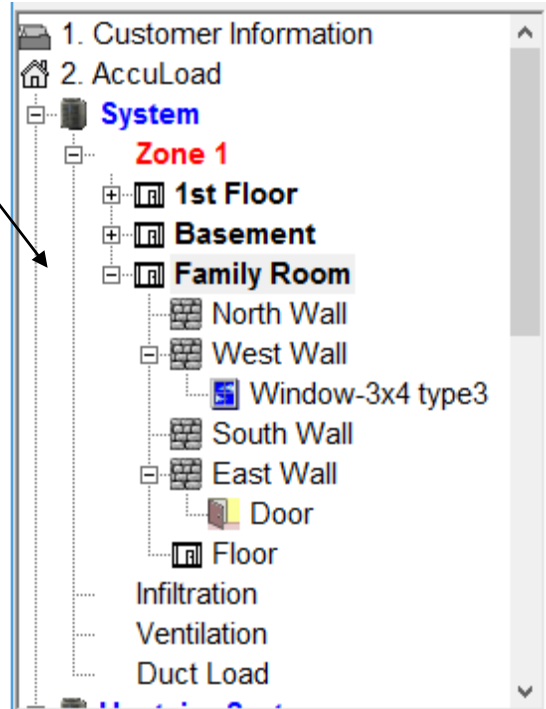 1. Customer Information
2. AccuLoad
System
Zone 1
1st Floor
Basement
Family Room
North Wall
West Wall
Window-3x4 type3
South Wall
East Wall
Door
Floor
Infiltration
Ventilation
Duct Load